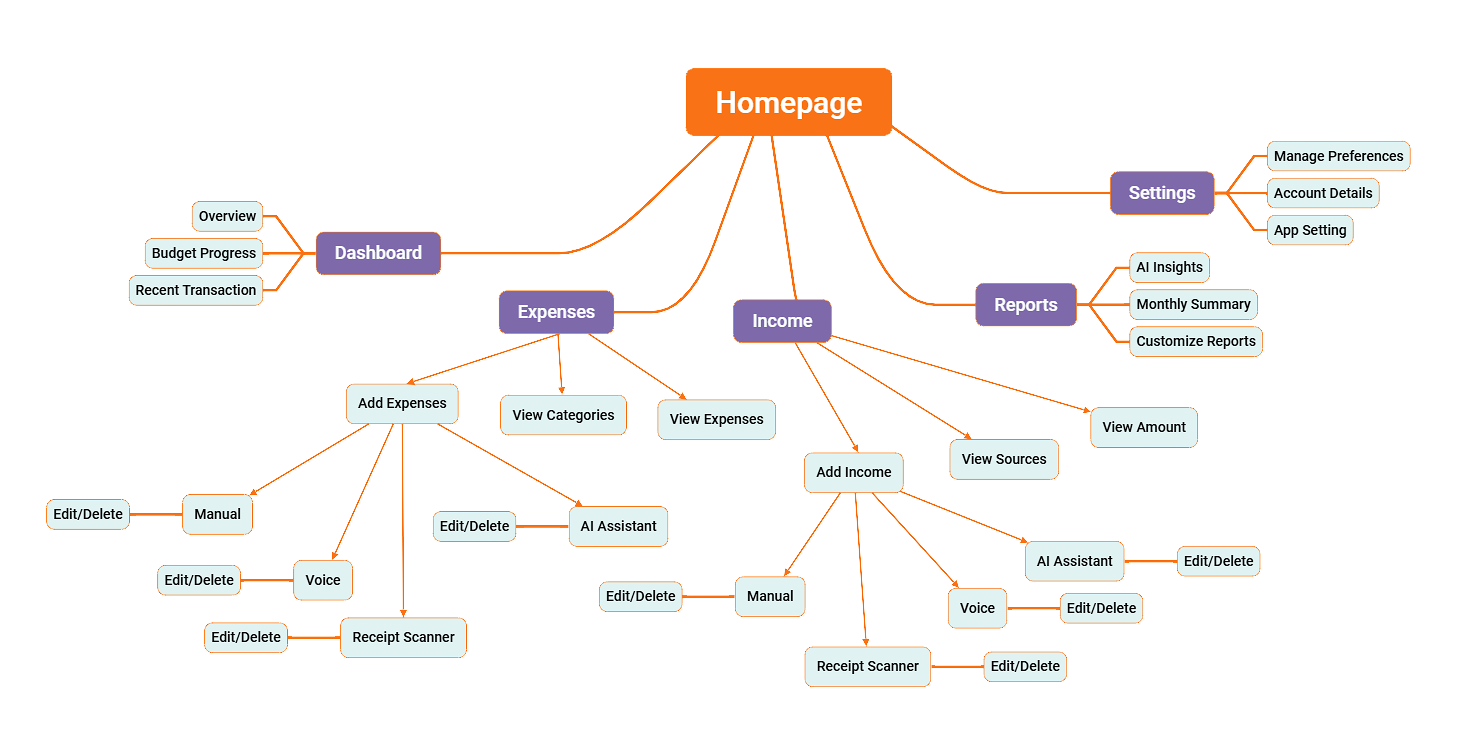 Homepage
Settings
Manage Preferences
Account Details
App Setting
Dashboard
Overview
Budget Progress
Recent Transaction
Reports
AI Insights
Monthly Summary
Customize Reports
Expenses
Income
Add Expenses
View Categories
View Expenses
Manual
Edit/Delete
Voice
Edit/Delete
Receipt Scanner
Edit/Delete
AI Assistant
Edit/Delete
Add Income
View Sources
View Amount
Manual
Edit/Delete
Receipt Scanner
Edit/Delete
Voice
Edit/Delete
AI Assistant
Edit/Delete